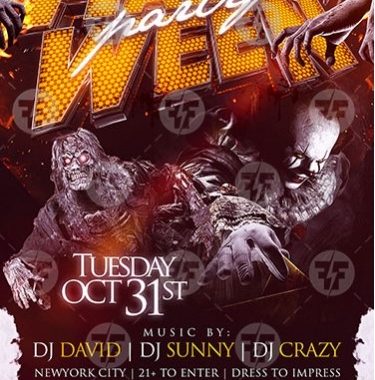 party
WEEK
TUESDAY
OCT 31ST
MUSIC BY:
DJ DAVID | DJ SUNNY | DJ CRAZY
NEWYORK CITY | 21+ TO ENTER | DRESS TO IMPRESS